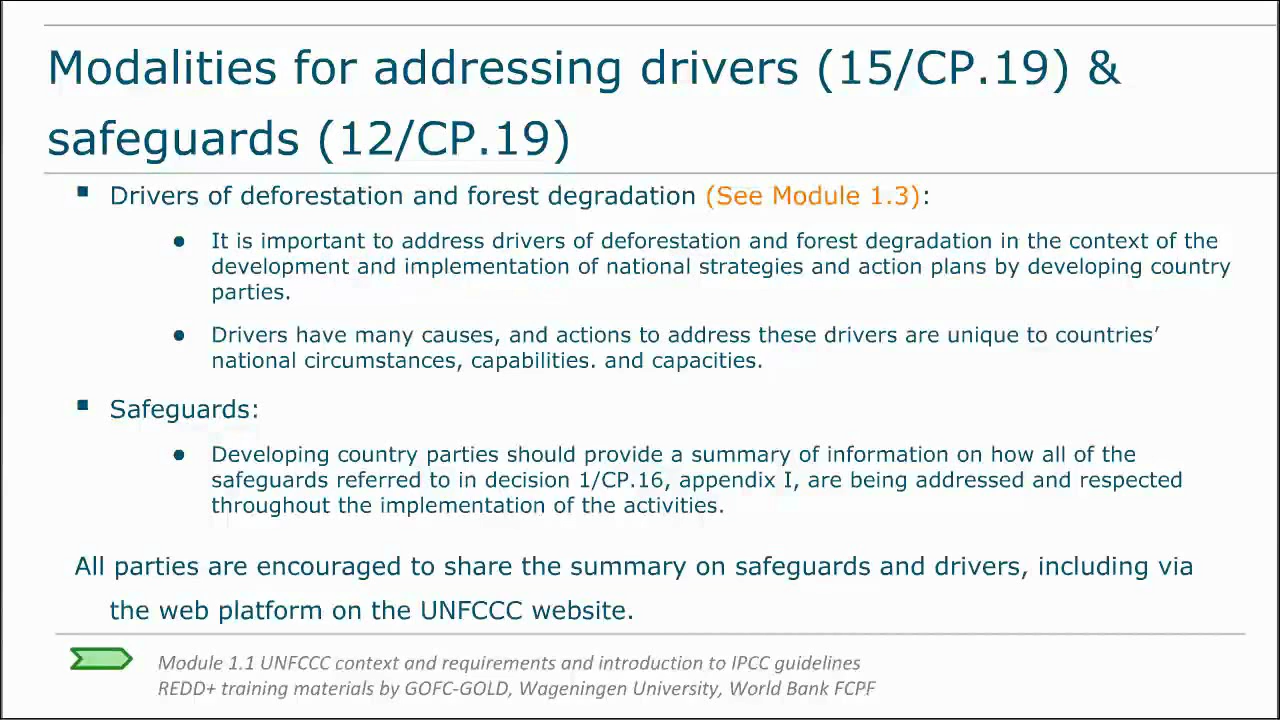 Modalities for addressing drivers (15/CP.19) &
safeguards (12/CP.19)
▪ Drivers of deforestation and forest degradation (See Module 1.3):
● It is important to address drivers of deforestation and forest degradation in the context of the
development and implementation of national strategies and action plans by developing country
parties.
● Drivers have many causes, and actions to address these drivers are unique to countries’
national circumstances, capabilities. and capacities.
▪ Safeguards:
● Developing country parties should provide a summary of information on how all of the
safeguards referred to in decision 1/CP.16, appendix I, are being addressed and respected
throughout the implementation of the activities.
All parties are encouraged to share the summary on safeguards and drivers, including via
the web platform on the UNFCCC website.
Module 1.1 UNFCCC context and requirements and introduction to IPCC guidelines
REDD+ training materials by GOFC-GOLD, Wageningen University, World Bank FCPF